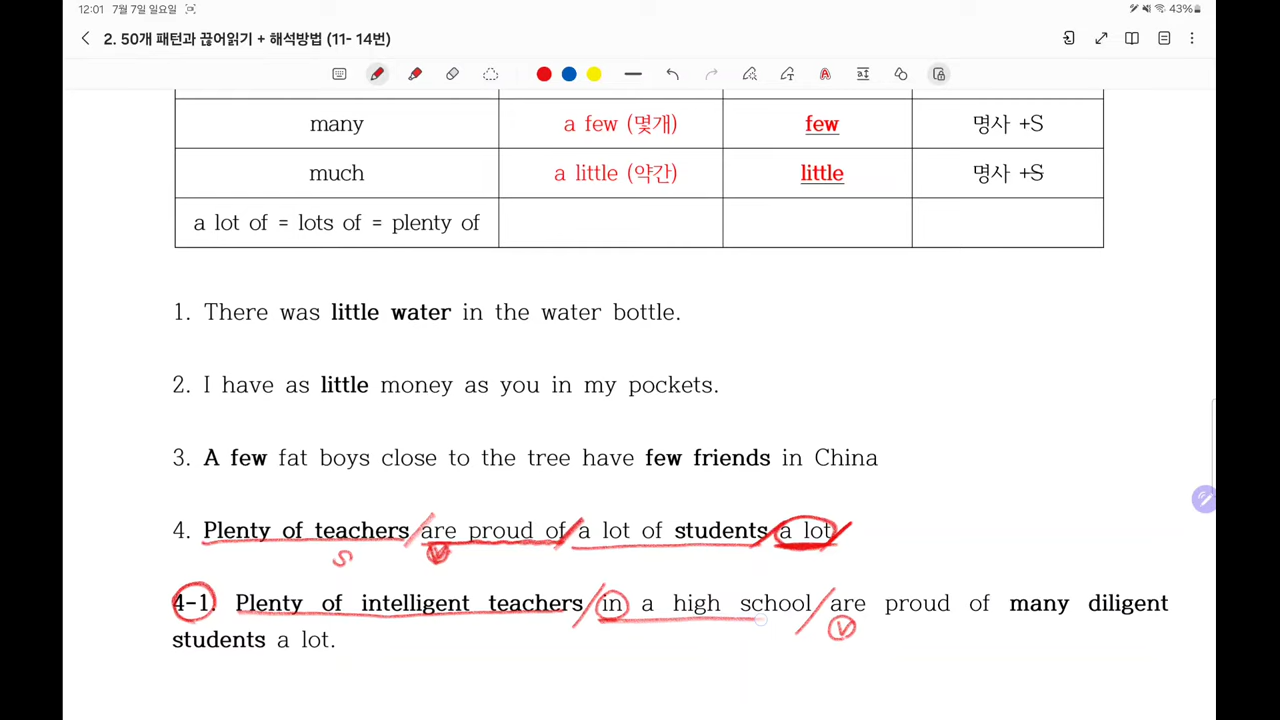 12:01 7월 7일 일요일 43%
2. 50개 패턴과 끊어읽기 + 해석방법 (11- 14번)
many a few (몇개) few 명사 +S
much a little (약간) little 명사 +S
a lot of = lots of = plenty of
1. There was little water in the water bottle.
2. I have as little money as you in my pockets.
3. A few fat boys close to the tree have few friends in China
4. Plenty of teachers / are proud of / a lot of students / a lot /
S V
4-1. Plenty of intelligent teachers / in a high school / are proud of many diligent
V
students a lot.